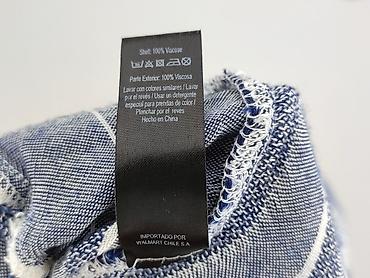 Shell: 100% Viscose
Parte Exterior: 100% Viscosa
Lavar con colores similares / Lavar
por el revés / Usar un detergente
especial para prendas de color /
Planchar por el revés
Hecho en China
IMPORTADO POR
WALMART CHILE S.A